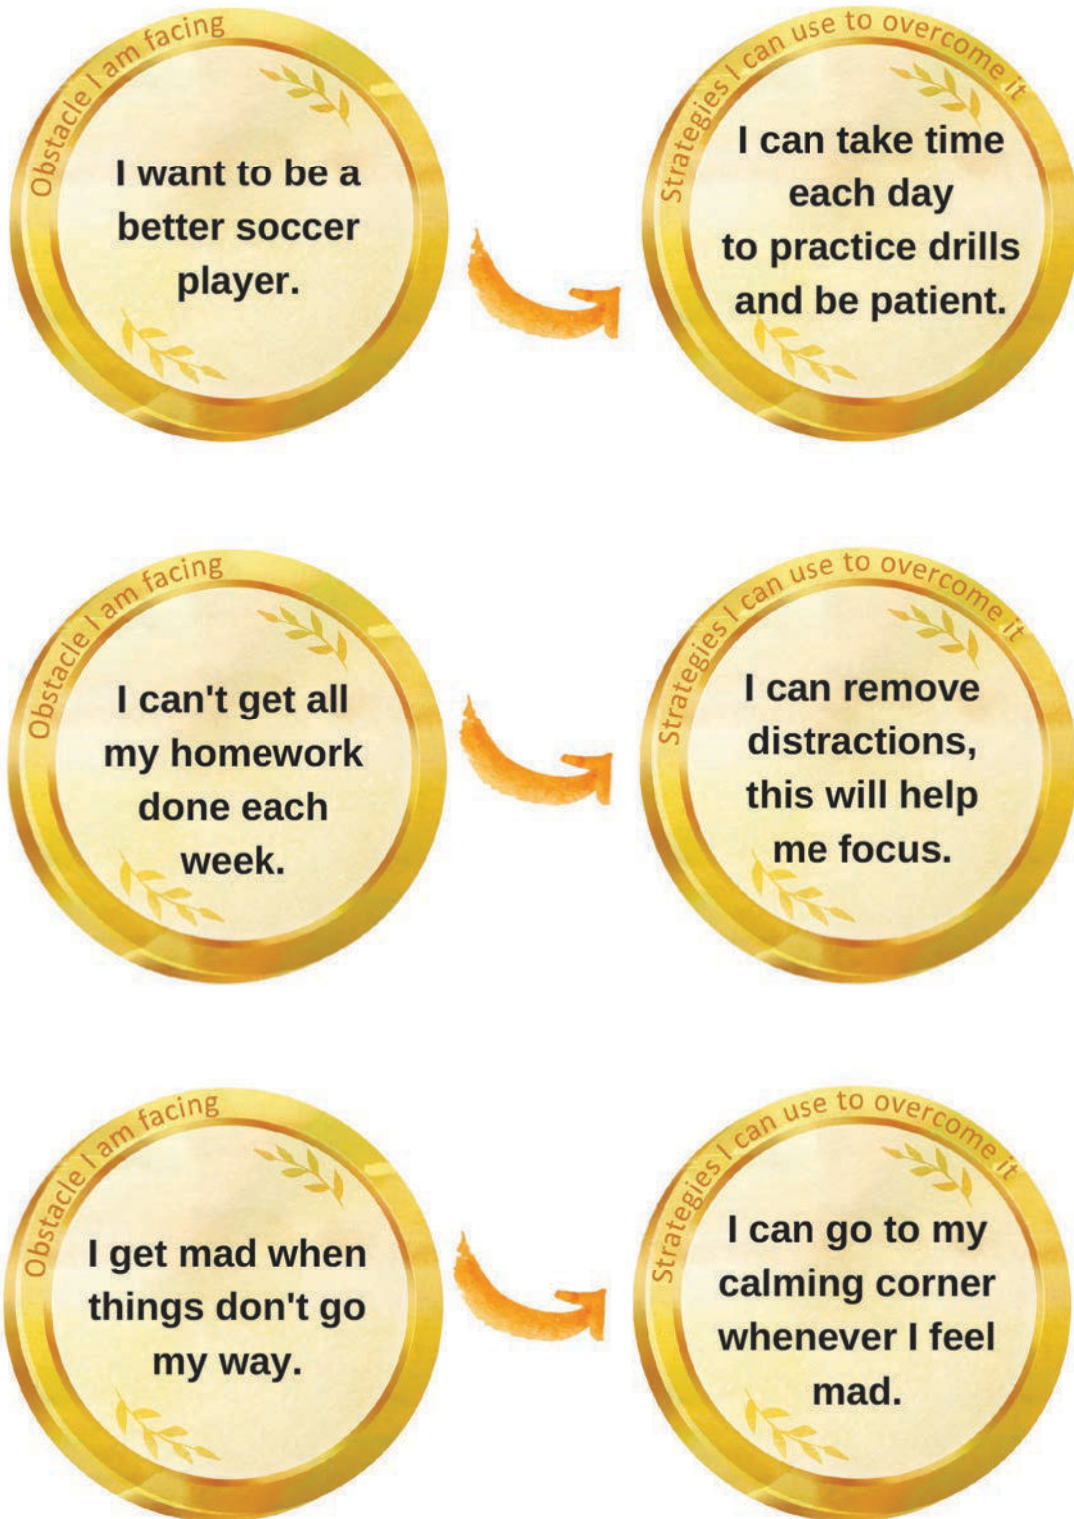 Obstacle I am facing
I want to be a
better soccer
player.
Strategies I can use to overcome it
I can take time
each day
to practice drills
and be patient.
Obstacle I am facing
I can't get all
my homework
done each
week.
Strategies I can use to overcome it
I can remove
distractions,
this will help
me focus.
Obstacle I am facing
I get mad when
things don't go
my way.
Strategies I can use to overcome it
I can go to my
calming corner
whenever I feel
mad.